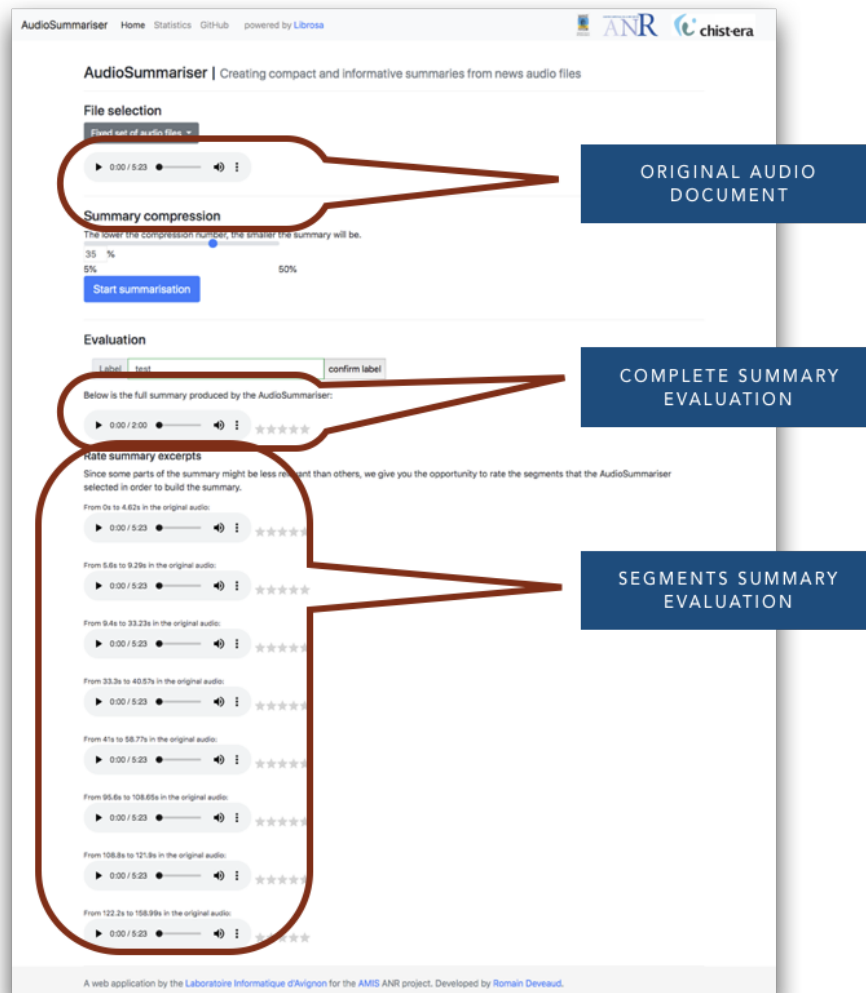 AudioSummariser Home Statistics GitHub powered by Librosa
ANR chist-era
AudioSummariser | Creating compact and informative summaries from news audio files
File selection
Fixed set of audio files
0:00 / 5:23
ORIGINAL AUDIO
DOCUMENT
Summary compression
The lower the compression number, the smaller the summary will be.
35 %
5% 50%
Start summarisation
Evaluation
Label test confirm label
COMPLETE SUMMARY
EVALUATION
Below is the full summary produced by the AudioSummariser:
0:00 / 2:00
Rate summary excerpts
Since some parts of the summary might be less relevant than others, we give you the opportunity to rate the segments that the AudioSummariser
selected in order to build the summary.
From 0s to 4.62s in the original audio:
0:00 / 5:23
From 5.6s to 9.29s in the original audio:
0:00 / 5:23
SEGMENTS SUMMARY
EVALUATION
From 9.4s to 33.23s in the original audio:
0:00 / 5:23
From 33.3s to 40.57s in the original audio:
0:00 / 5:23
From 41s to 58.77s in the original audio:
0:00 / 5:23
From 95.6s to 108.65s in the original audio:
0:00 / 5:23
From 108.8s to 121.9s in the original audio:
0:00 / 5:23
From 122.2s to 158.99s in the original audio:
0:00 / 5:23
A web application by the Laboratoire Informatique d'Avignon for the AMIS ANR project. Developed by Romain Deveaud.